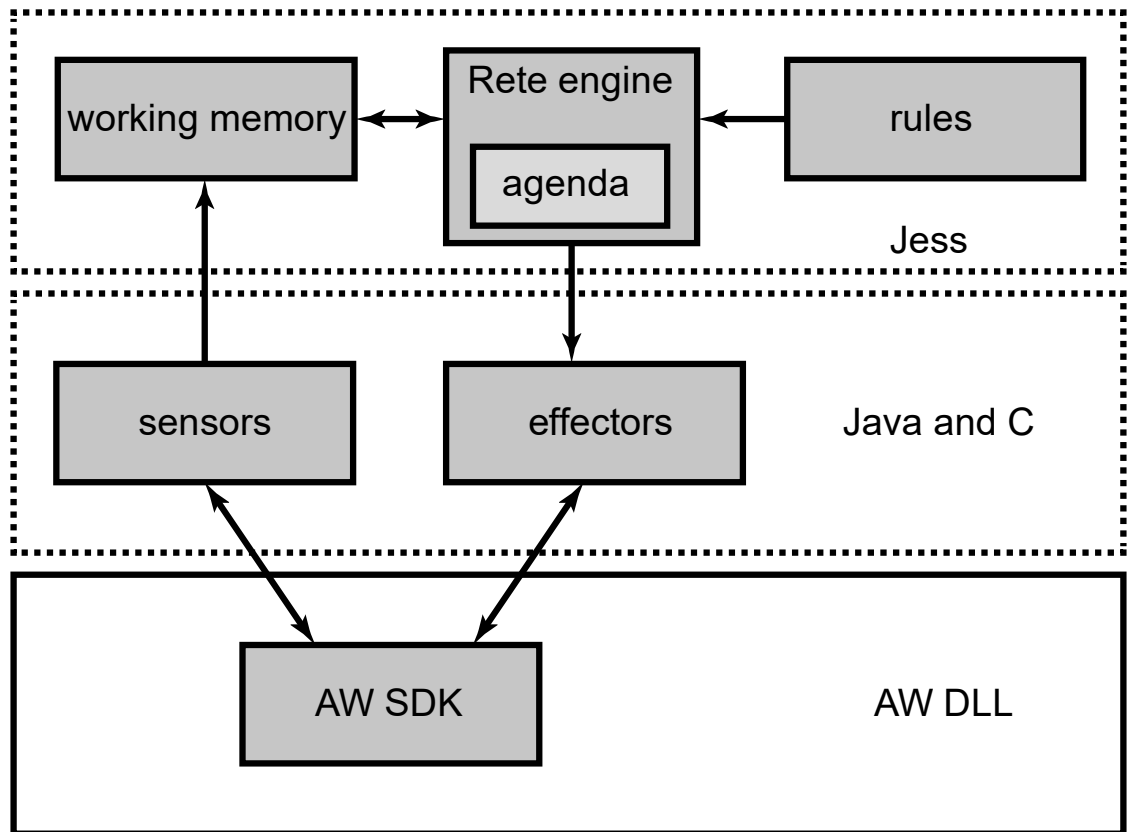 Rete engine
working memory
rules
agenda
Jess
sensors
effectors
Java and C
AW SDK
AW DLL